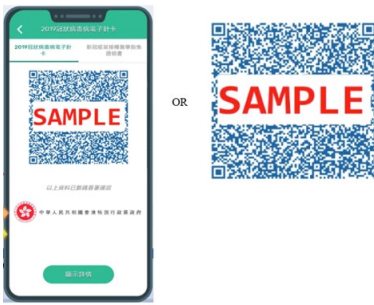 2019冠狀病毒病電子針卡
2019冠狀病毒病電子針卡
新冠疫苗接種醫學豁免證明書
SAMPLE
以上資料已數碼簽署確認
中華人民共和國香港特別行政區政府
顯示詳情
OR
SAMPLE